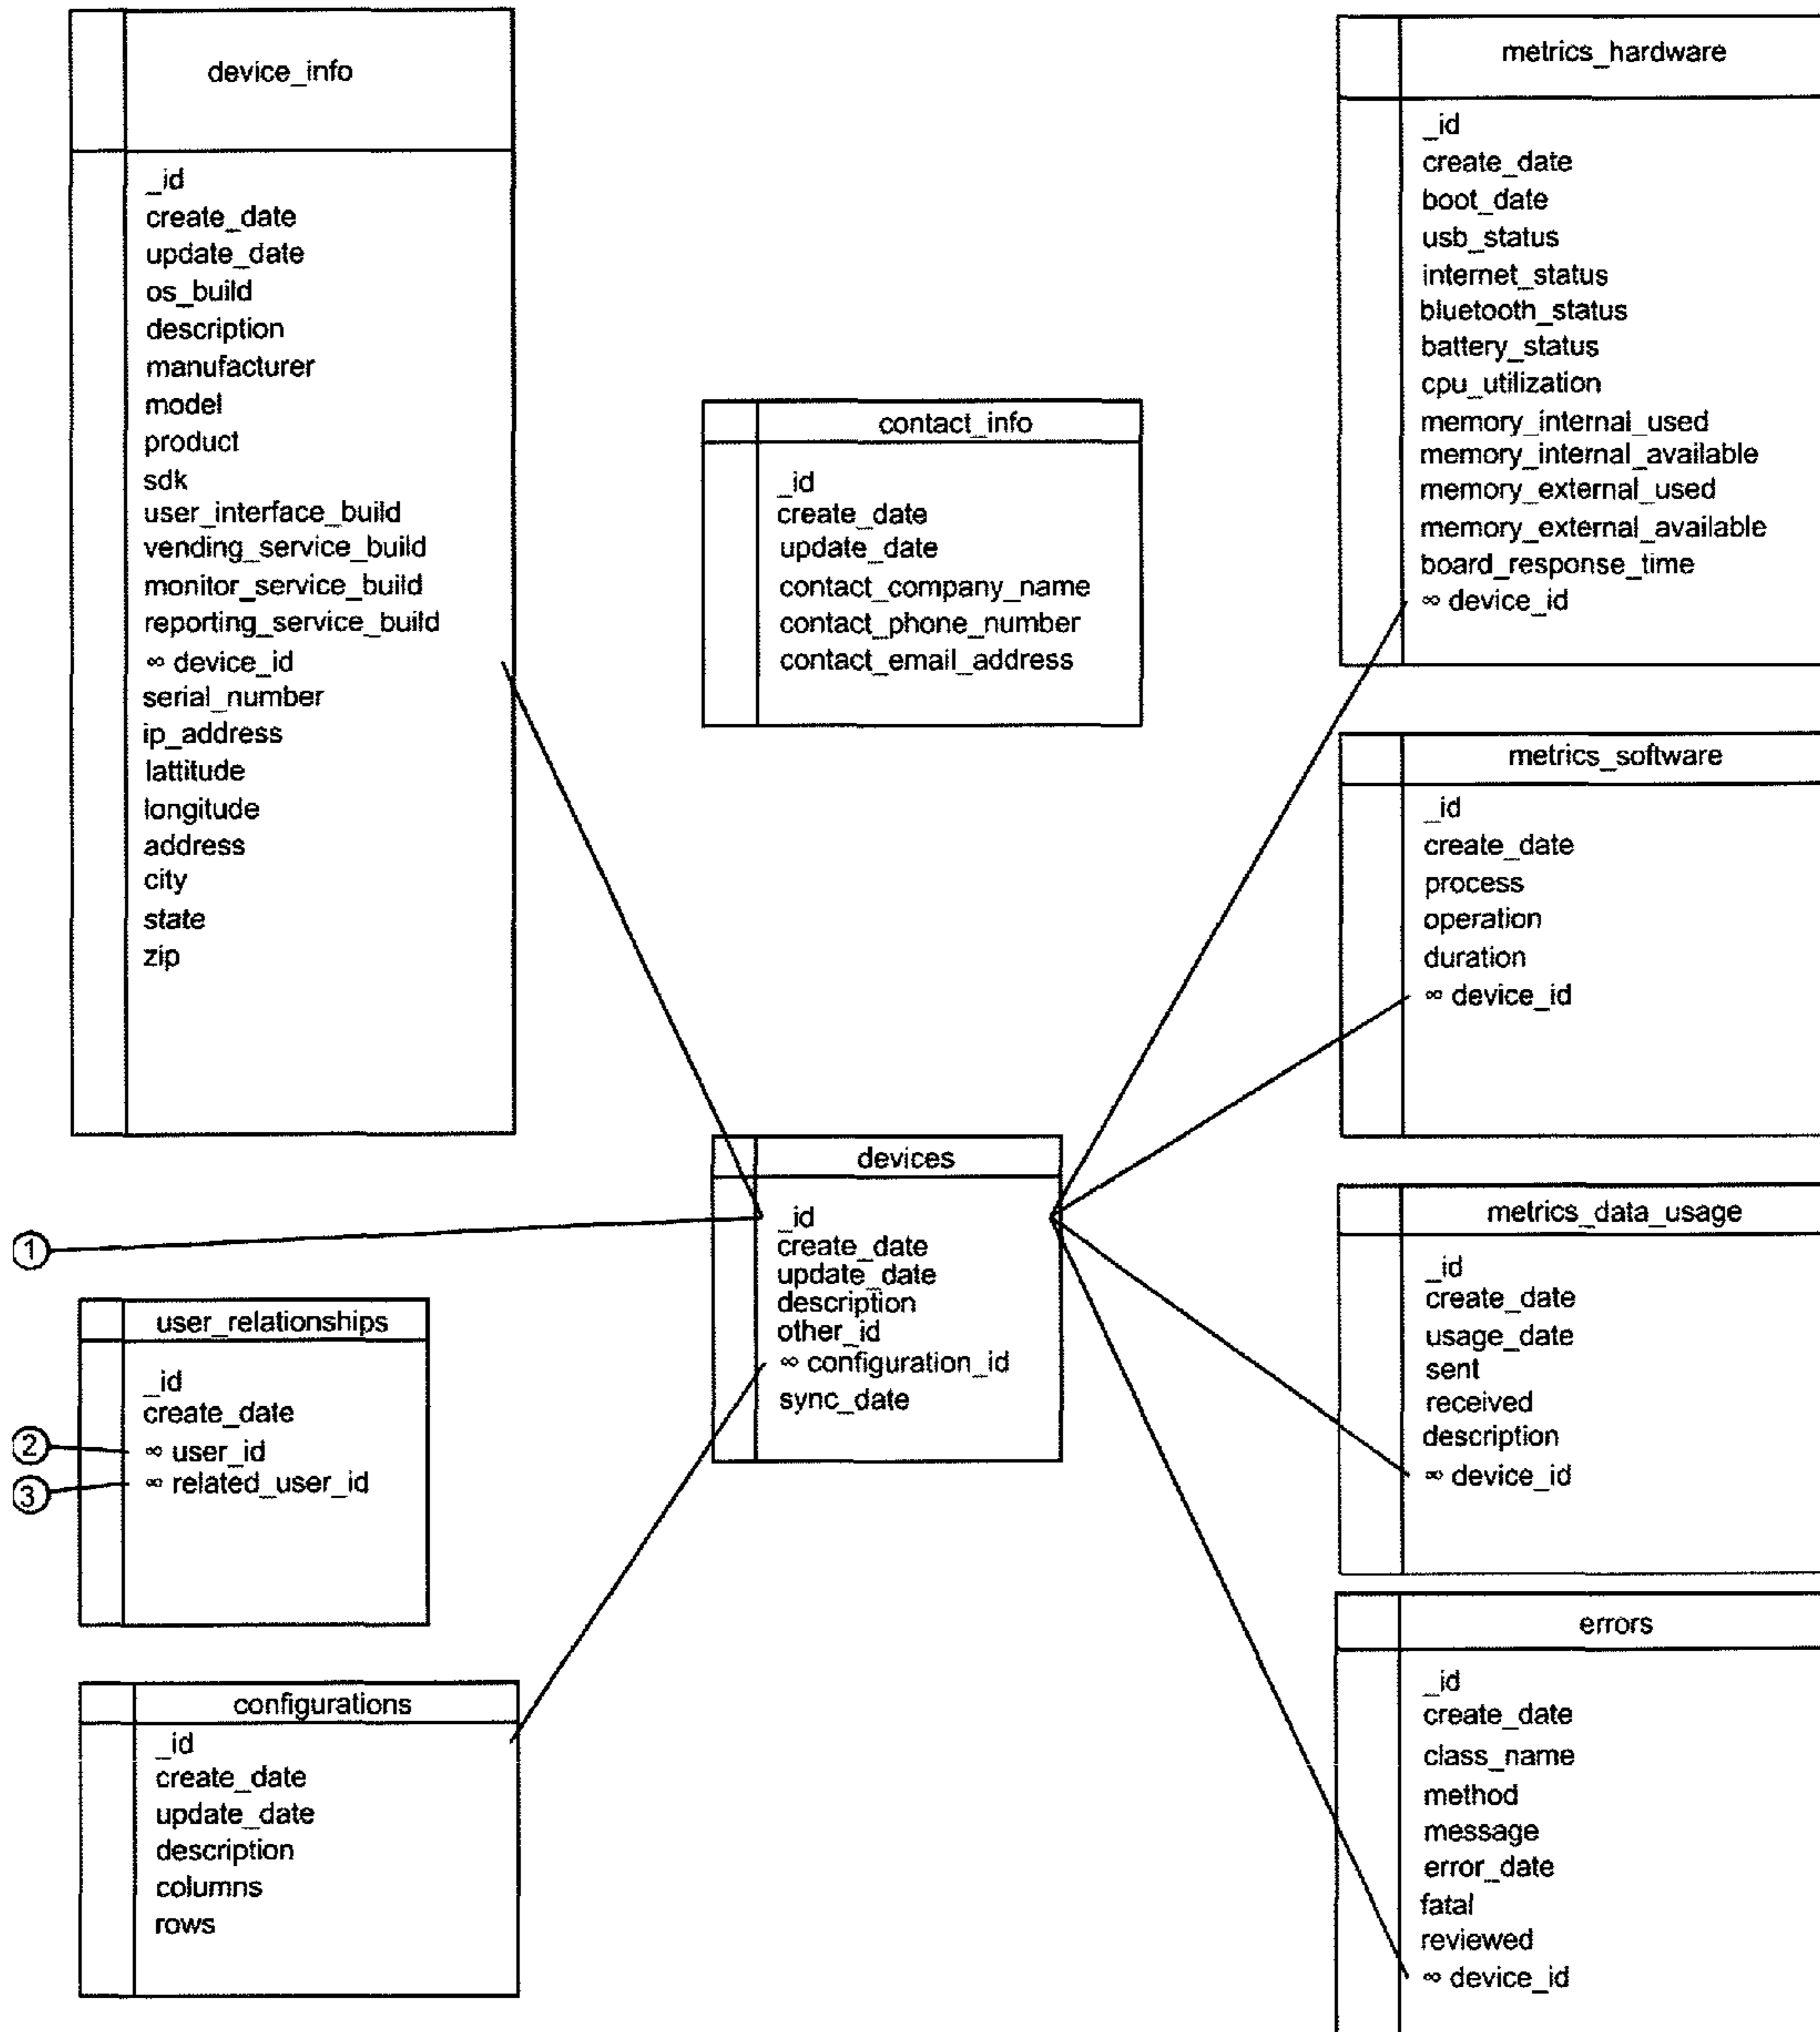 device_info
_id
create_date
update_date
os_build
description
manufacturer
model
product
sdk
user_interface_build
vending_service_build
monitor_service_build
reporting_service_build
∞ device_id
serial_number
ip_address
lattitude
longitude
address
city
state
zip
contact_info
_id
create_date
update_date
contact_company_name
contact_phone_number
contact_email_address
metrics_hardware
_id
create_date
boot_date
usb_status
internet_status
bluetooth_status
battery_status
cpu_utilization
memory_internal_used
memory_internal_available
memory_external_used
memory_external_available
board_response_time
∞ device_id
metrics_software
_id
create_date
process
operation
duration
∞ device_id
devices
_id
create_date
update_date
description
other_id
∞ configuration_id
sync_date
1
user_relationships
_id
create_date
2
∞ user_id
3
∞ related_user_id
configurations
_id
create_date
update_date
description
columns
rows
metrics_data_usage
_id
create_date
usage_date
sent
received
description
∞ device_id
errors
_id
create_date
class_name
method
message
error_date
fatal
reviewed
∞ device_id